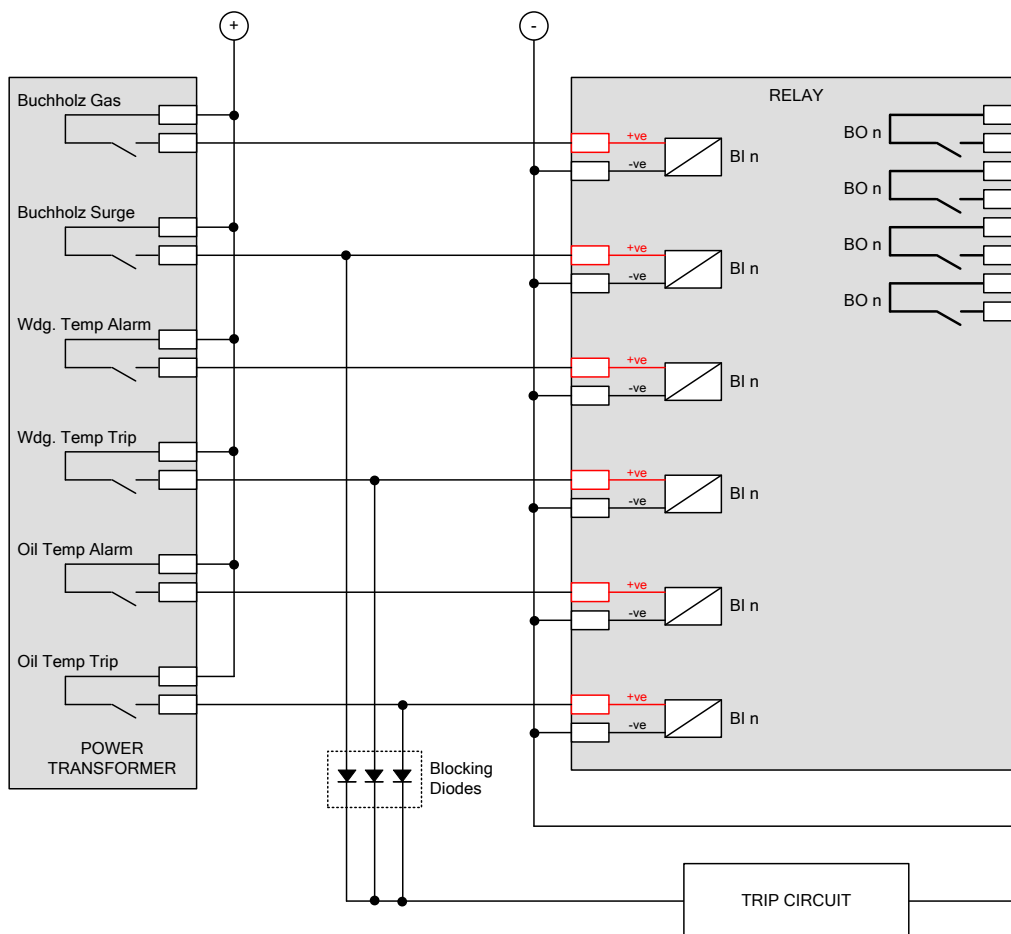 +
-
Buchholz Gas
Buchholz Surge
Wdg. Temp Alarm
Wdg. Temp Trip
Oil Temp Alarm
Oil Temp Trip
POWER
TRANSFORMER
RELAY
+ve
-ve
BI n
+ve
-ve
BI n
+ve
-ve
BI n
+ve
-ve
BI n
+ve
-ve
BI n
+ve
-ve
BI n
BO n
BO n
BO n
BO n
Blocking
Diodes
TRIP CIRCUIT